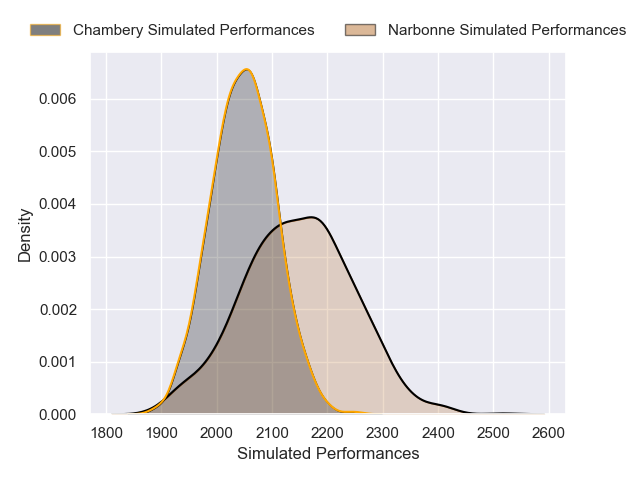 Chambery Simulated Performances Narbonne Simulated Performances
0.006
0.005
0.004
0.003
0.002
0.001
0.000
Density
1800 1900 2000 2100 2200 2300 2400 2500 2600
Simulated Performances